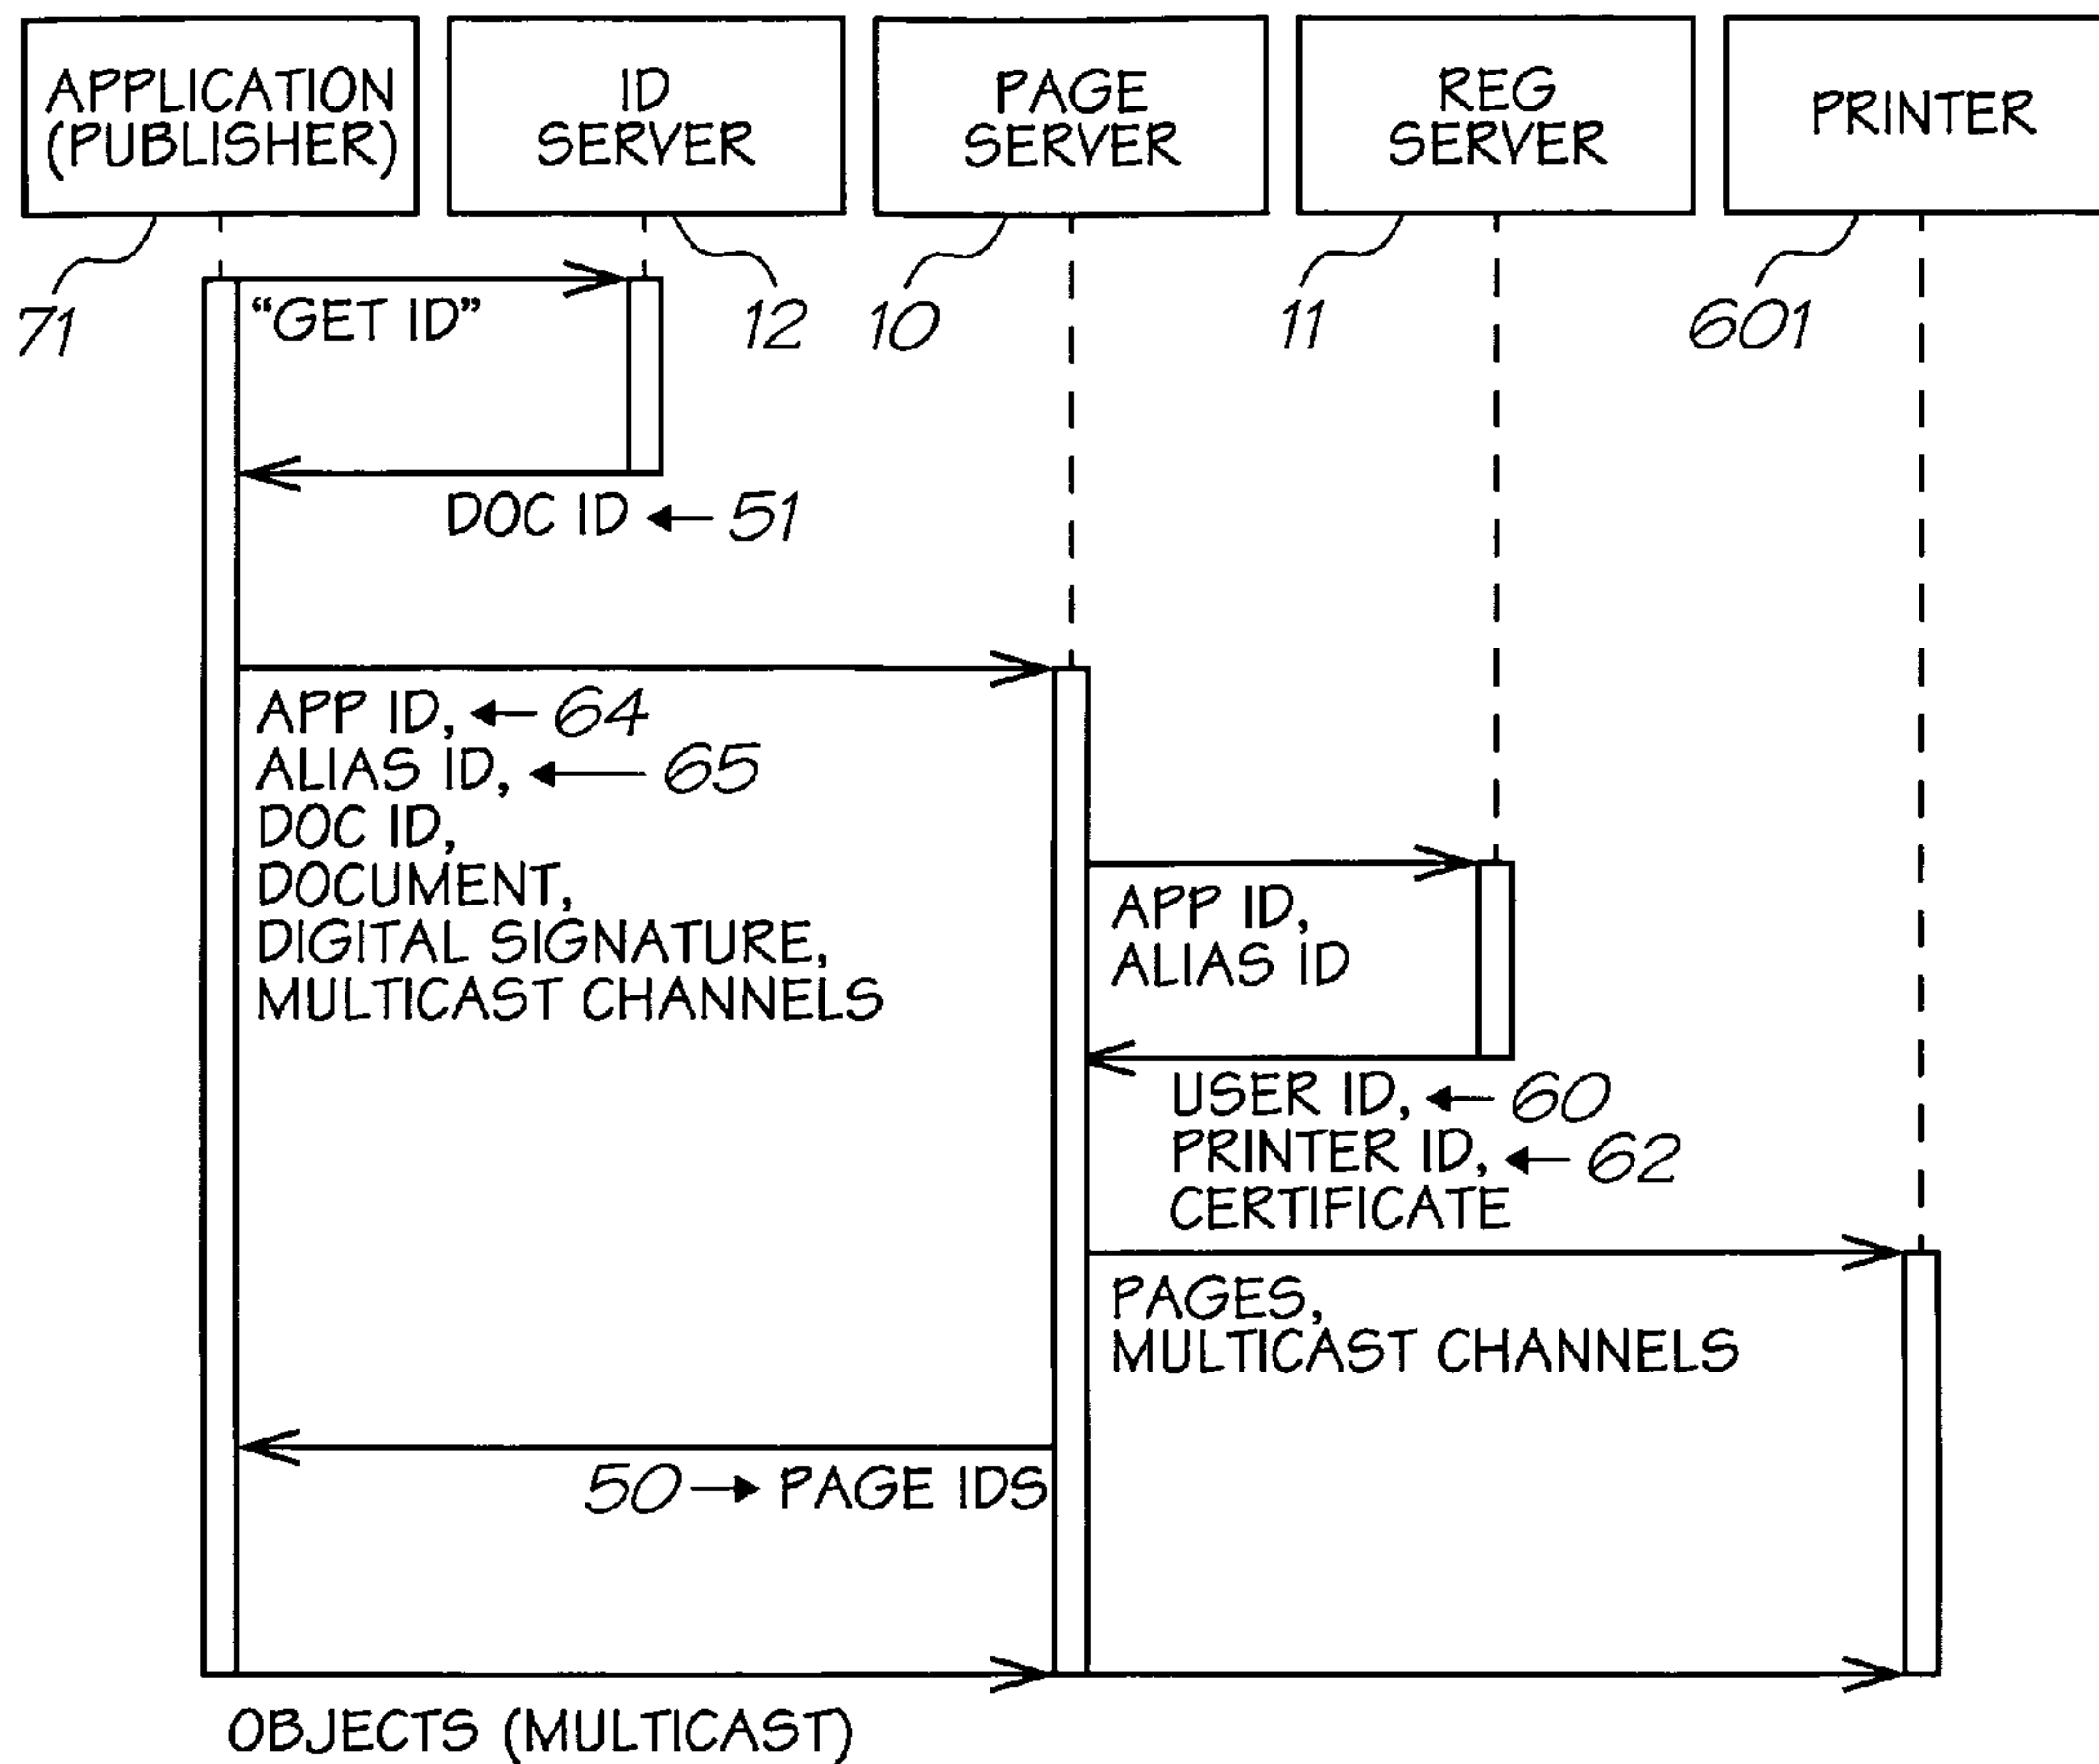 APPLICATION
(PUBLISHER)
ID
SERVER
PAGE
SERVER
REG
SERVER
PRINTER
71
12
10
11
601
“GET ID”
DOC ID 51
APP ID, 64
ALIAS ID, 65
DOC ID,
DOCUMENT,
DIGITAL SIGNATURE,
MULTICAST CHANNELS
APP ID,
ALIAS ID
USER ID, 60
PRINTER ID, 62
CERTIFICATE
PAGES,
MULTICAST CHANNELS
50 PAGE IDS
OBJECTS (MULTICAST)